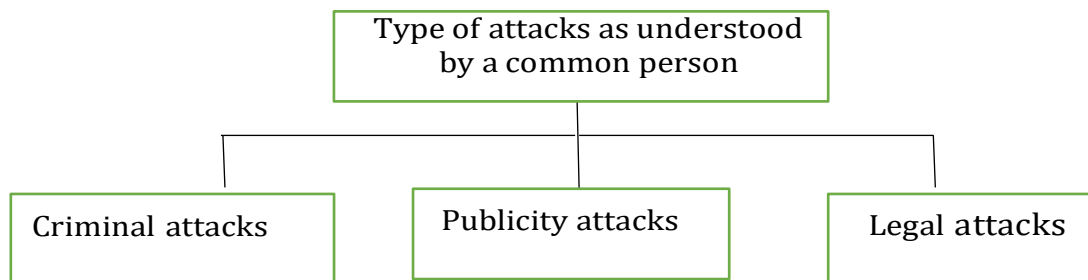 Type of attacks as understood
by a common person
Criminal attacks
Publicity attacks
Legal attacks